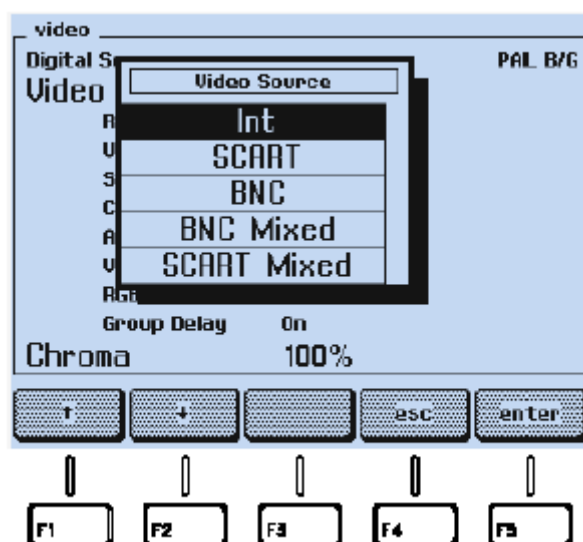 video
Digital S
PAL B/G
Video
Video Source
Int
SCART
BNC
BNC Mixed
SCART Mixed
R
U
S
C
A
V
Group Delay On
Chroma 100%
↑ ↓ esc enter
F1 F2 F3 F4 F5